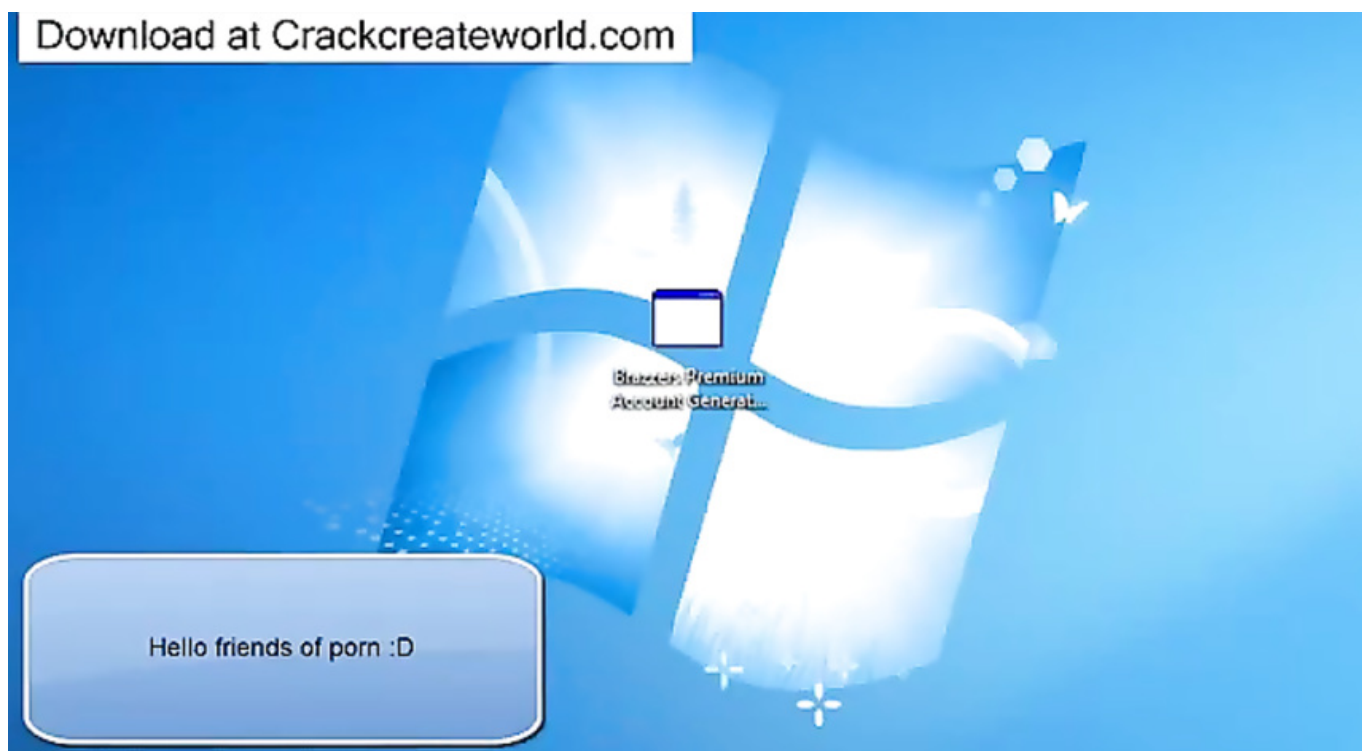 Download at Crackcreateworld.com
Brazzers Premium
Account Generat...
Hello friends of porn :D